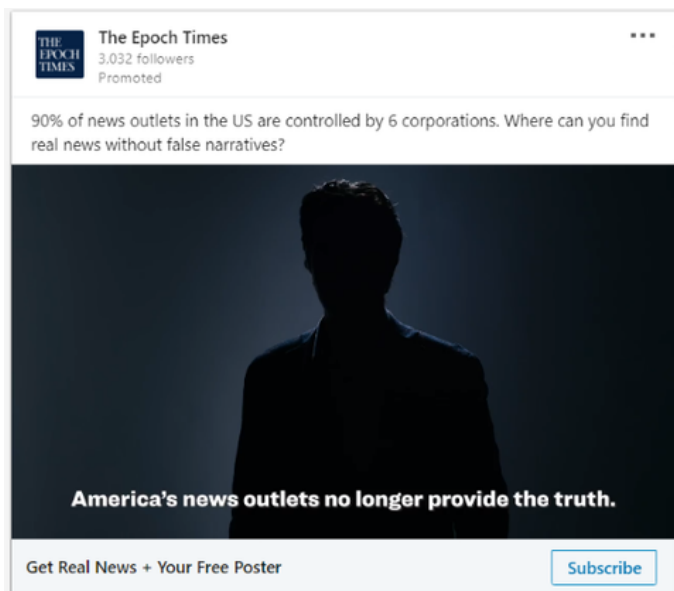 THE
EPOCH
TIMES
The Epoch Times
3,032 followers
Promoted
90% of news outlets in the US are controlled by 6 corporations. Where can you find
real news without false narratives?
America's news outlets no longer provide the truth.
Get Real News + Your Free Poster
Subscribe